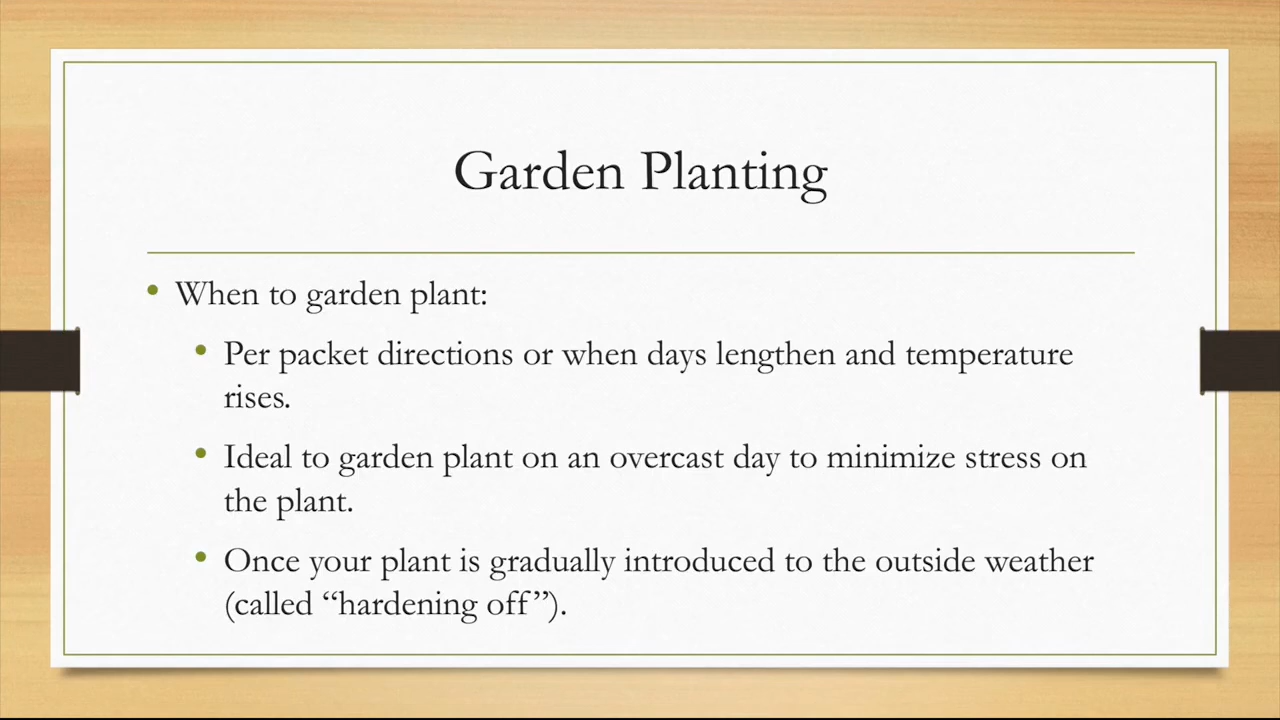 Garden Planting
• When to garden plant:
• Per packet directions or when days lengthen and temperature
rises.
• Ideal to garden plant on an overcast day to minimize stress on
the plant.
• Once your plant is gradually introduced to the outside weather
(called “hardening off”).